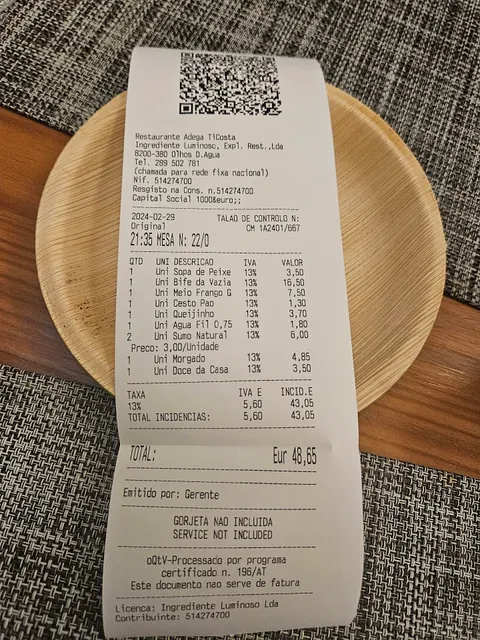 Restaurante Adega TiCosta
Ingrediente Luminoso, Expl. Rest.,Lda
8200-380 Olhos D.Agua
Tel. 289 502 781
(chamada para rede fixa nacional)
Nif. 514274700
Resgisto na Cons. n.514274700
Capital Social 1000&euro;;
2024-02-29 TALAO DE CONTROLO N:
Original CM 1A2401/667
21:35 MESA N: 22/0
QTD UNI DESCRICAO IVA VALOR
1 Uni Sopa de Peixe 13% 3,50
1 Uni Bife da Vazia 13% 16,50
1 Uni Meio Frango G 13% 7,50
1 Uni Cesto Pao 13% 1,30
1 Uni Queijinho 13% 3,70
1 Uni Agua Fil 0,75 13% 1,80
2 Uni Sumo Natural 13% 6,00
Preco: 3,00/Unidade
1 Uni Morgado 13% 4,85
1 Uni Doce da Casa 13% 3,50
TAXA IVA E INCID.E
13% 5,60 43,05
TOTAL INCIDENCIAS: 5,60 43,05
TOTAL: Eur 48,65
Emitido por: Gerente
GORJETA NAO INCLUIDA
SERVICE NOT INCLUDED
oQtV-Processado por programa
certificado n. 196/AT
Este documento nao serve de fatura
Licenca: Ingrediente Luminoso Lda
Contribuinte: 514274700